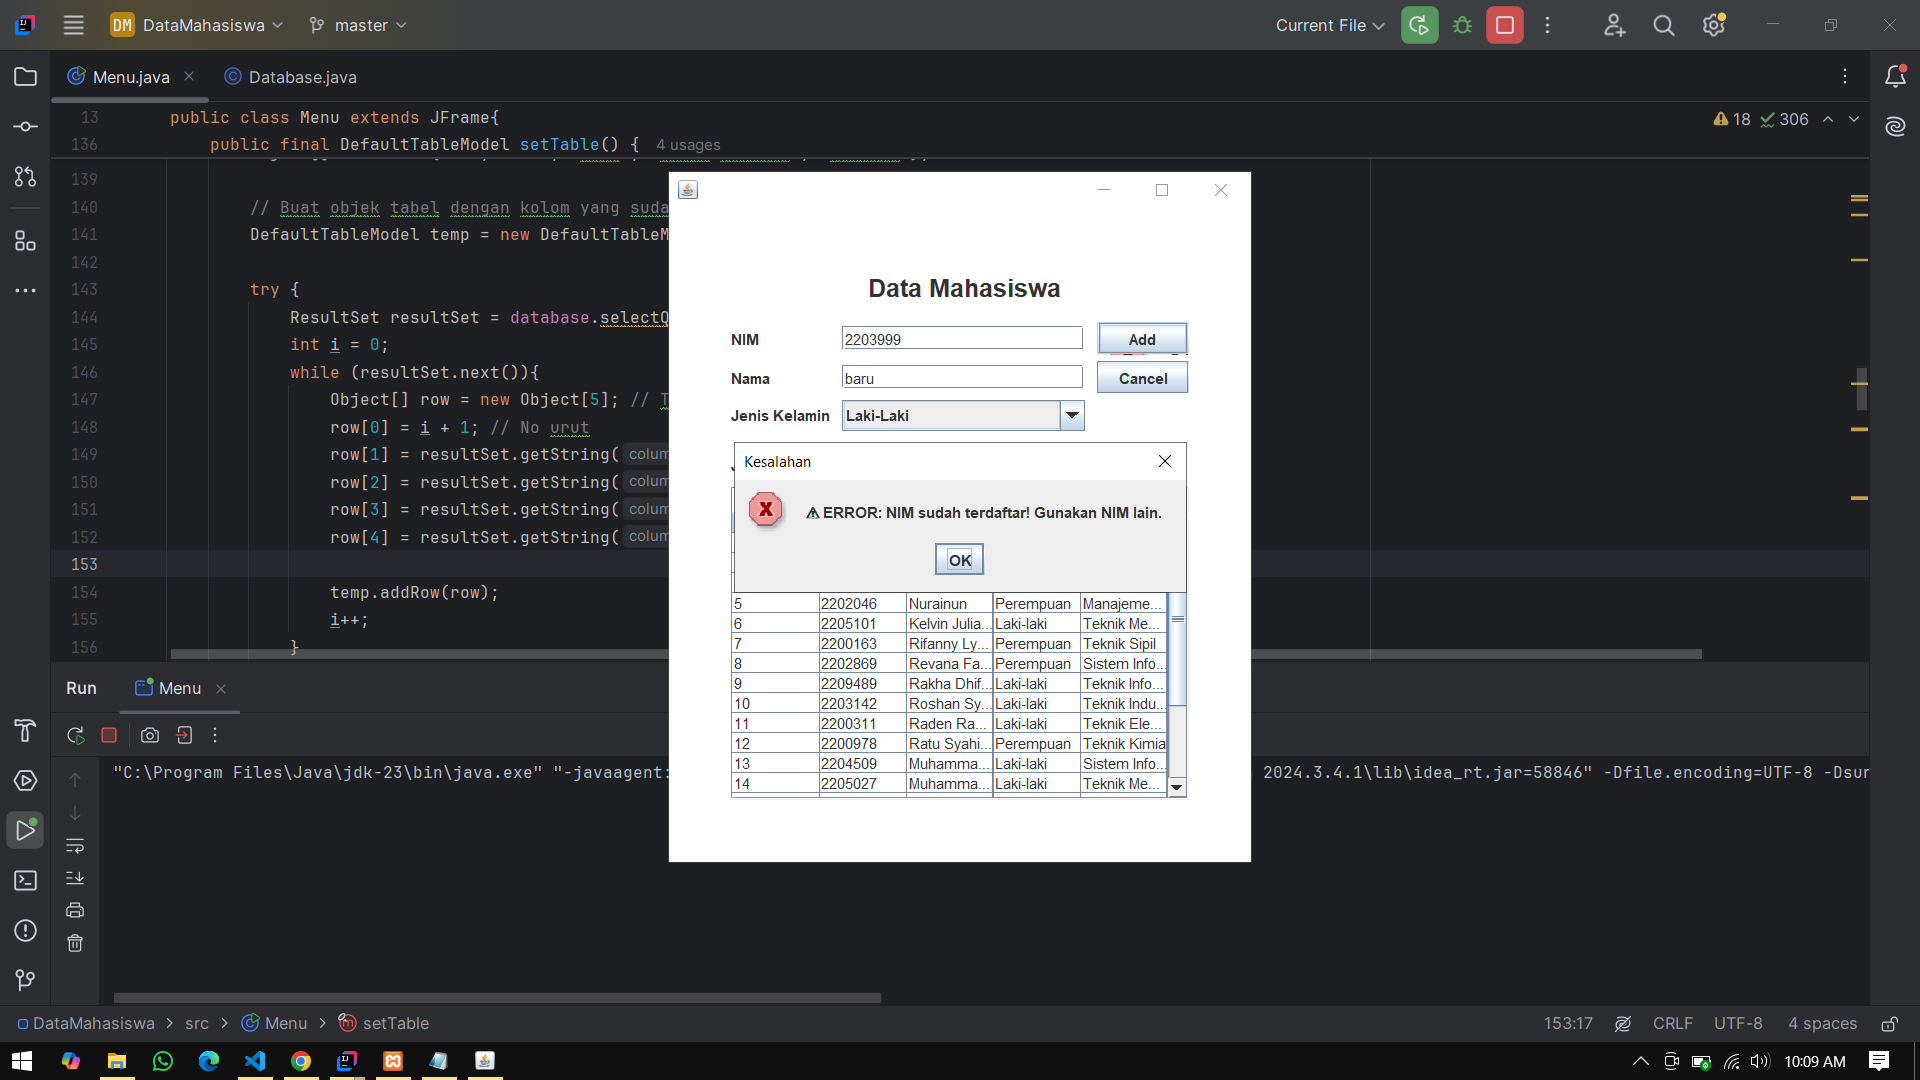 DM DataMahasiswa master Current File
Menu.java Database.java
13 public class Menu extends JFrame{ 18 306
136 public final DefaultTableModel setTable() { 4 usages
139
140 // Buat objek tabel dengan kolom yang suda
141 DefaultTableModel temp = new DefaultTableM
142
143 try {
144 ResultSet resultSet = database.selectQ
145 int i = 0;
146 while (resultSet.next()){
147 Object[] row = new Object[5]; // T
148 row[0] = i + 1; // No urut
149 row[1] = resultSet.getString( colum
150 row[2] = resultSet.getString( colum
151 row[3] = resultSet.getString( colum
152 row[4] = resultSet.getString( colum
153
154 temp.addRow(row);
155 i++;
156 }
Data Mahasiswa
NIM 2203999 Add
Nama baru Cancel
Jenis Kelamin Laki-Laki
Kesalahan
⚠ ERROR: NIM sudah terdaftar! Gunakan NIM lain.
OK
5 2202046 Nurainun Perempuan Manajeme...
6 2205101 Kelvin Julia... Laki-laki Teknik Me...
7 2200163 Rifanny Ly... Perempuan Teknik Sipil
8 2202869 Revana Fa... Perempuan Sistem Info...
9 2209489 Rakha Dhif... Laki-laki Teknik Info...
10 2203142 Roshan Sy... Laki-laki Teknik Indu...
11 2200311 Raden Ra... Laki-laki Teknik Ele...
12 2200978 Ratu Syahi... Perempuan Teknik Kimia
13 2204509 Muhamma... Laki-laki Sistem Info...
14 2205027 Muhamma... Laki-laki Teknik Me...
Run Menu
"C:\Program Files\Java\jdk-23\bin\java.exe" "-javaagent: 2024.3.4.1\lib\idea_rt.jar=58846" -Dfile.encoding=UTF-8 -Dsun
DataMahasiswa > src > Menu > setTable 153:17 CRLF UTF-8 4 spaces
10:09 AM